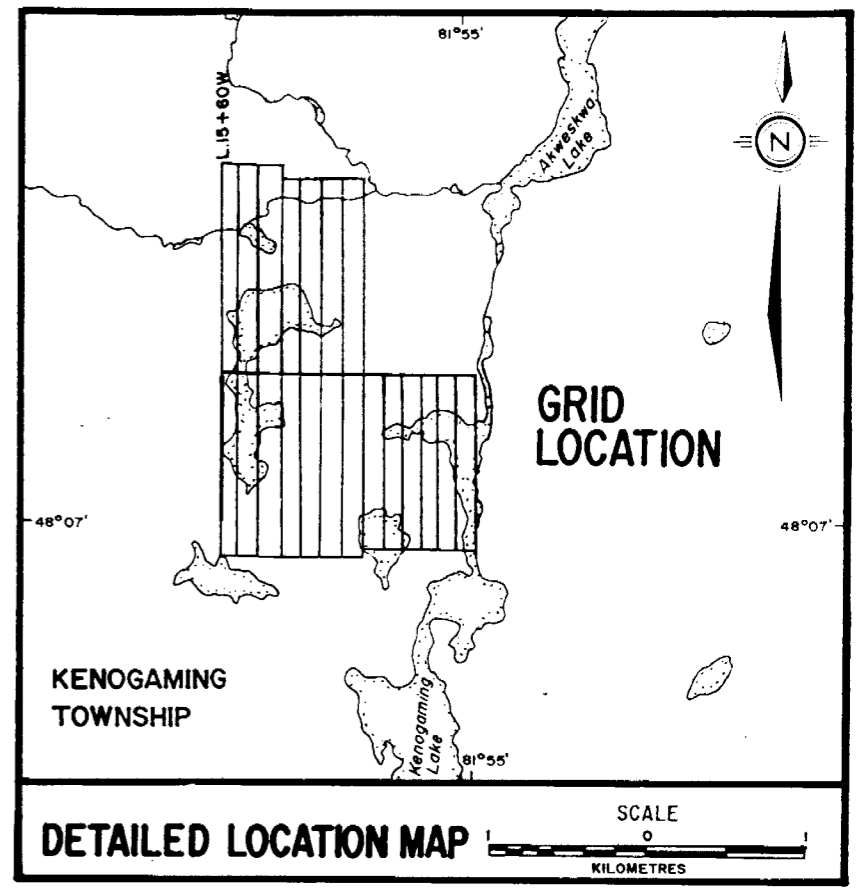 81°55'
L.15+60W
Akweskwa
Lake
N
GRID
LOCATION
48°07'
48°07'
KENOGAMING
TOWNSHIP
Kenogaming
Lake
81°55'
DETAILED LOCATION MAP
SCALE
1 0 1
KILOMETRES